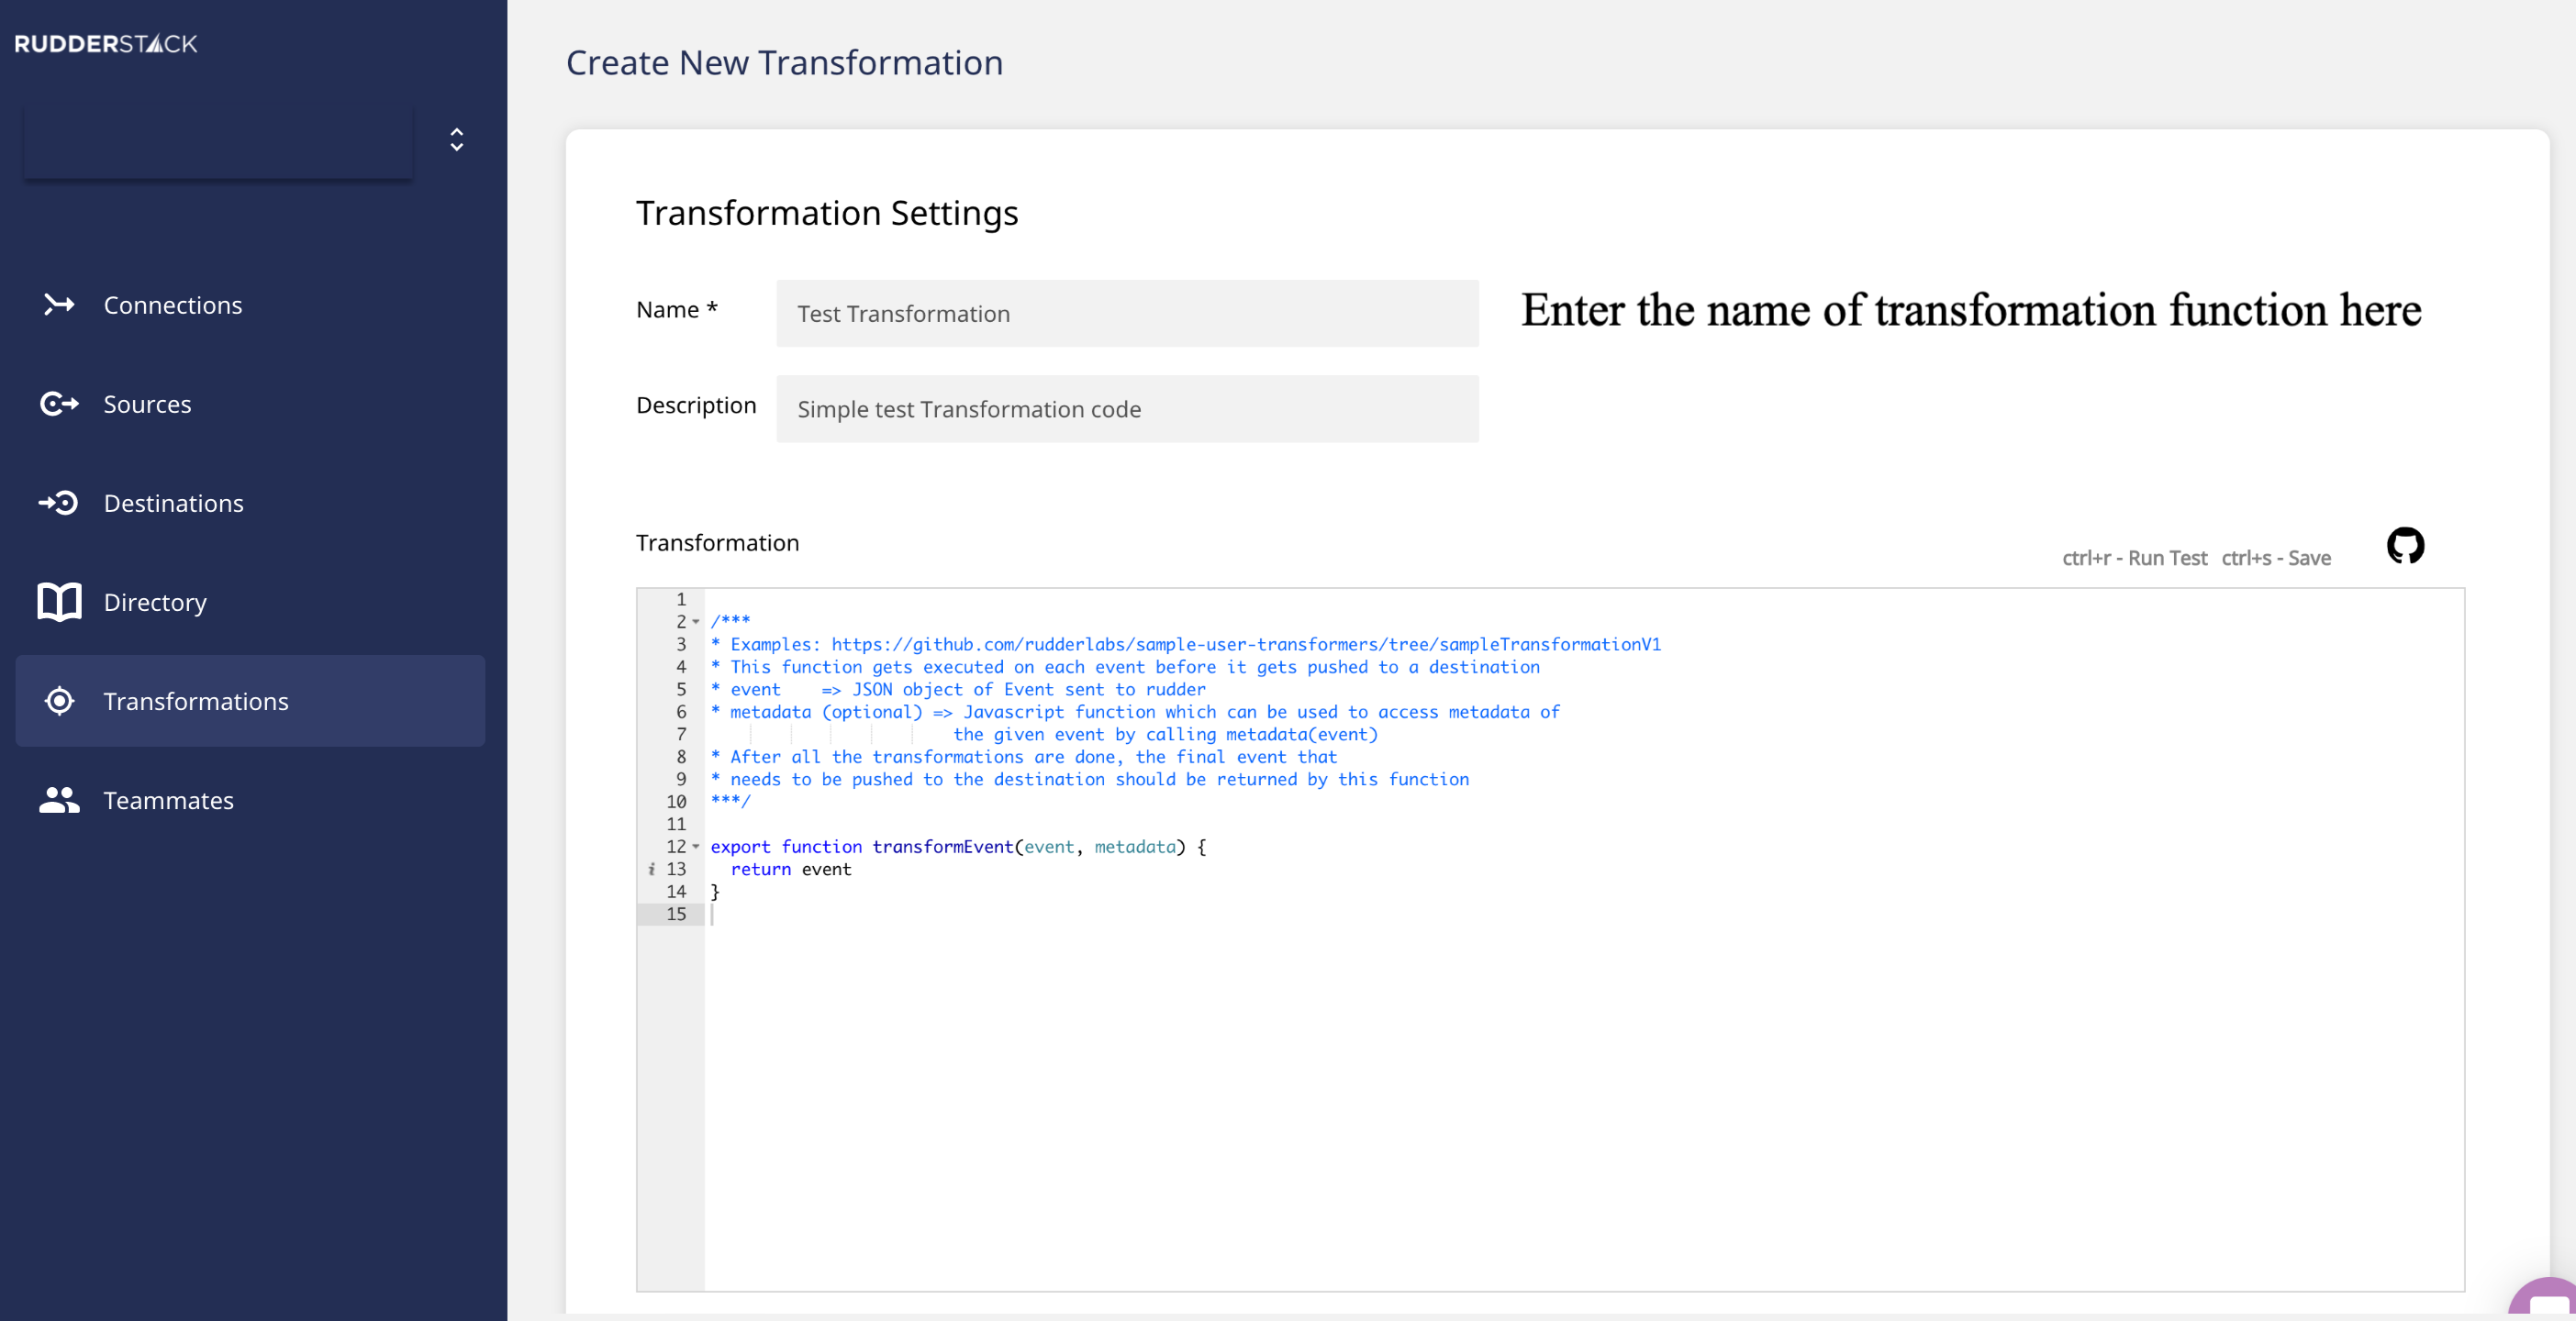 RUDDERSTACK
Connections
Sources
Destinations
Directory
Transformations
Teammates
Create New Transformation
Transformation Settings
Name * Test Transformation Enter the name of transformation function here
Description Simple test Transformation code
Transformation
ctrl+r - Run Test ctrl+s - Save
1
2 /***
3 * Examples: https://github.com/rudderlabs/sample-user-transformers/tree/sampleTransformationV1
4 * This function gets executed on each event before it gets pushed to a destination
5 * event    => JSON object of Event sent to rudder
6 * metadata (optional) => Javascript function which can be used to access metadata of
7                         the given event by calling metadata(event)
8 * After all the transformations are done, the final event that
9 * needs to be pushed to the destination should be returned by this function
10 ***/
11
12 export function transformEvent(event, metadata) {
i 13   return event
14 }
15